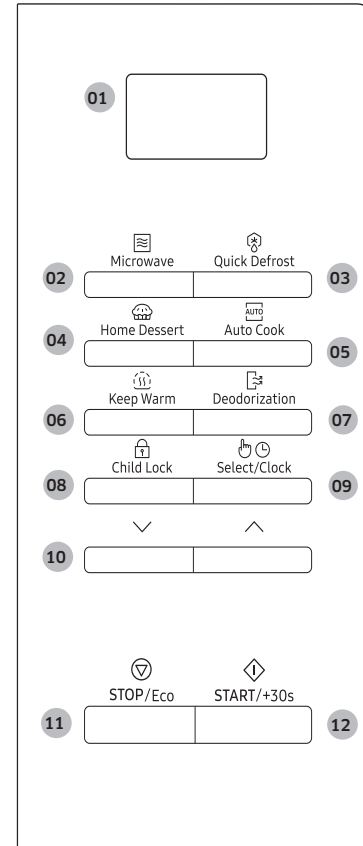 01
Microwave Quick Defrost
02 03
AUTO
Home Dessert Auto Cook
04 05
Keep Warm Deodorization
06 07
Child Lock Select/Clock
08 09
10
STOP/Eco START/+30s
11 12